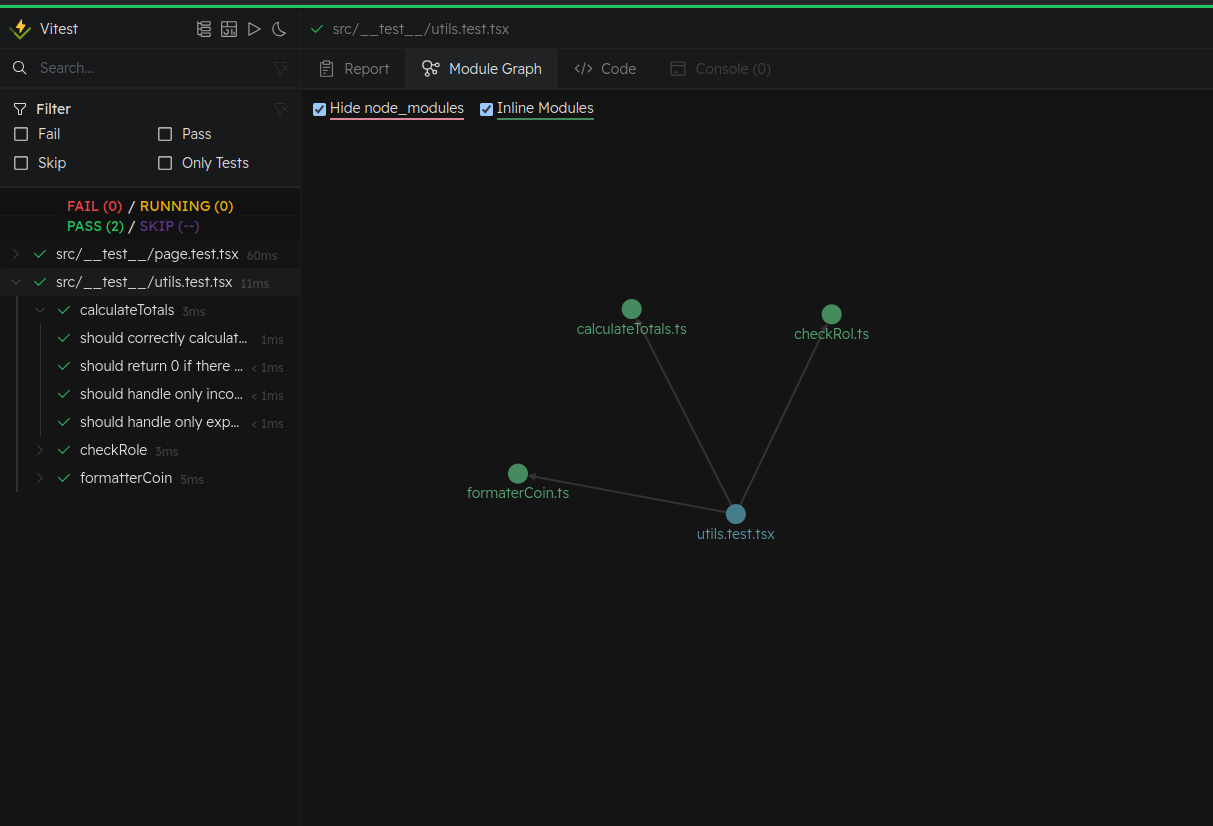 Vitest
src/__test__/utils.test.tsx
Search...
Report
Module Graph
Code
Console (0)
Hide node_modules
Inline Modules
Filter
Fail
Pass
Skip
Only Tests
FAIL (0) / RUNNING (0)
PASS (2) / SKIP (--)
src/__test__/page.test.tsx 60ms
src/__test__/utils.test.tsx 11ms
calculateTotals 3ms
should correctly calculat... 1ms
should return 0 if there ... < 1ms
should handle only inco... < 1ms
should handle only exp... < 1ms
checkRole 3ms
formatterCoin 5ms
calculateTotals.ts
checkRol.ts
formaterCoin.ts
utils.test.tsx